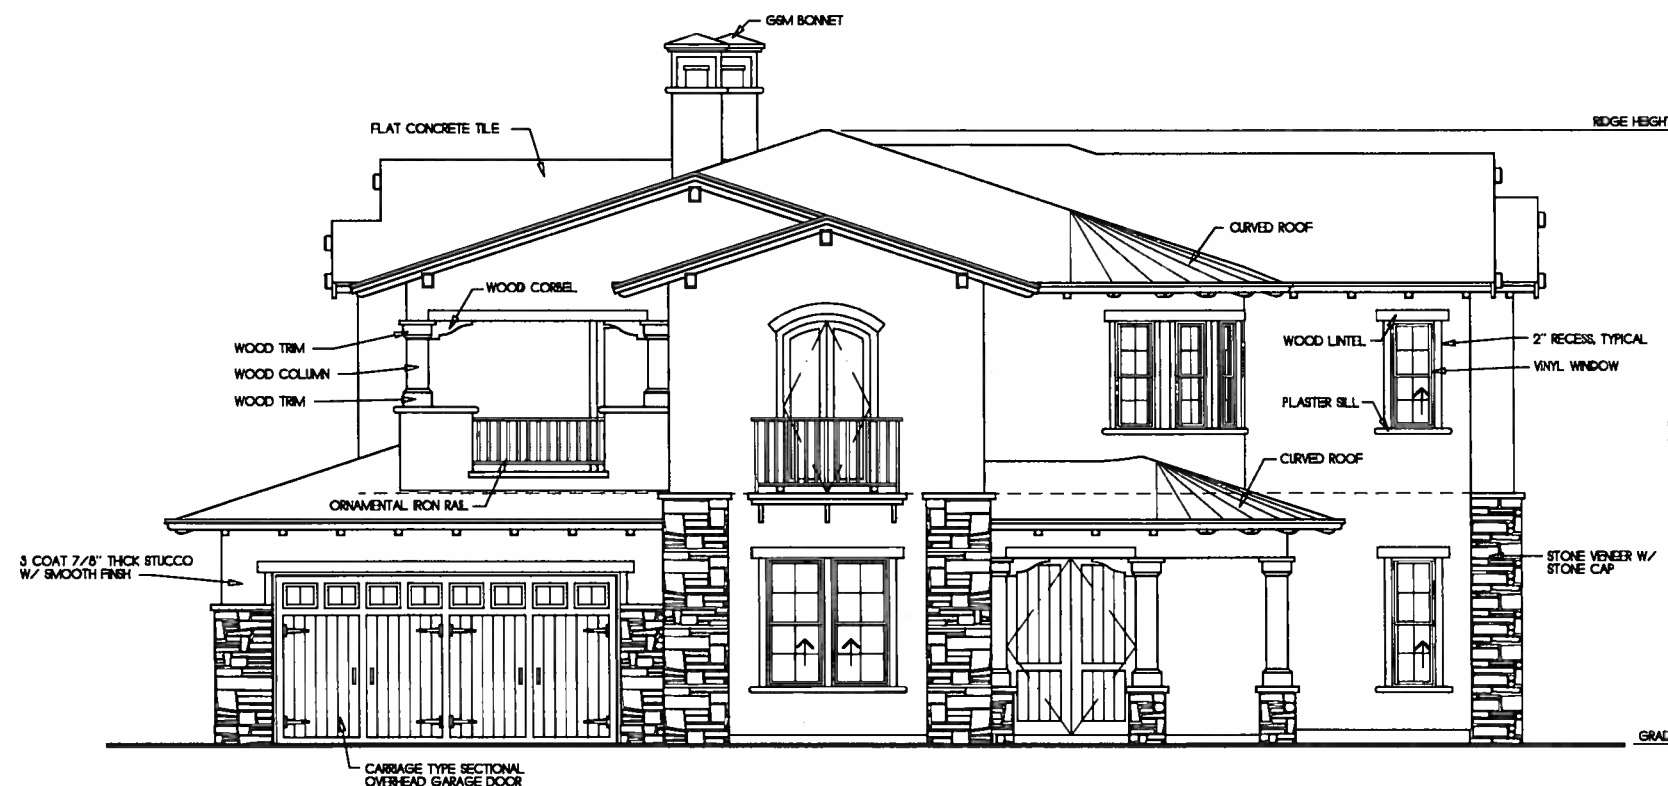 GSM BONNET
FLAT CONCRETE TILE
RIDGE HEIGHT
CURVED ROOF
WOOD CORBEL
WOOD TRIM
WOOD COLUMN
WOOD TRIM
WOOD LINTEL
2" RECESS, TYPICAL
VINYL WINDOW
PLASTER SILL
CURVED ROOF
ORNAMENTAL IRON RAIL
3 COAT 7/8" THICK STUCCO
W/ SMOOTH FINISH
STONE VENEER W/
STONE CAP
GRAD
CARRIAGE TYPE SECTIONAL
OVERHEAD GARAGE DOOR